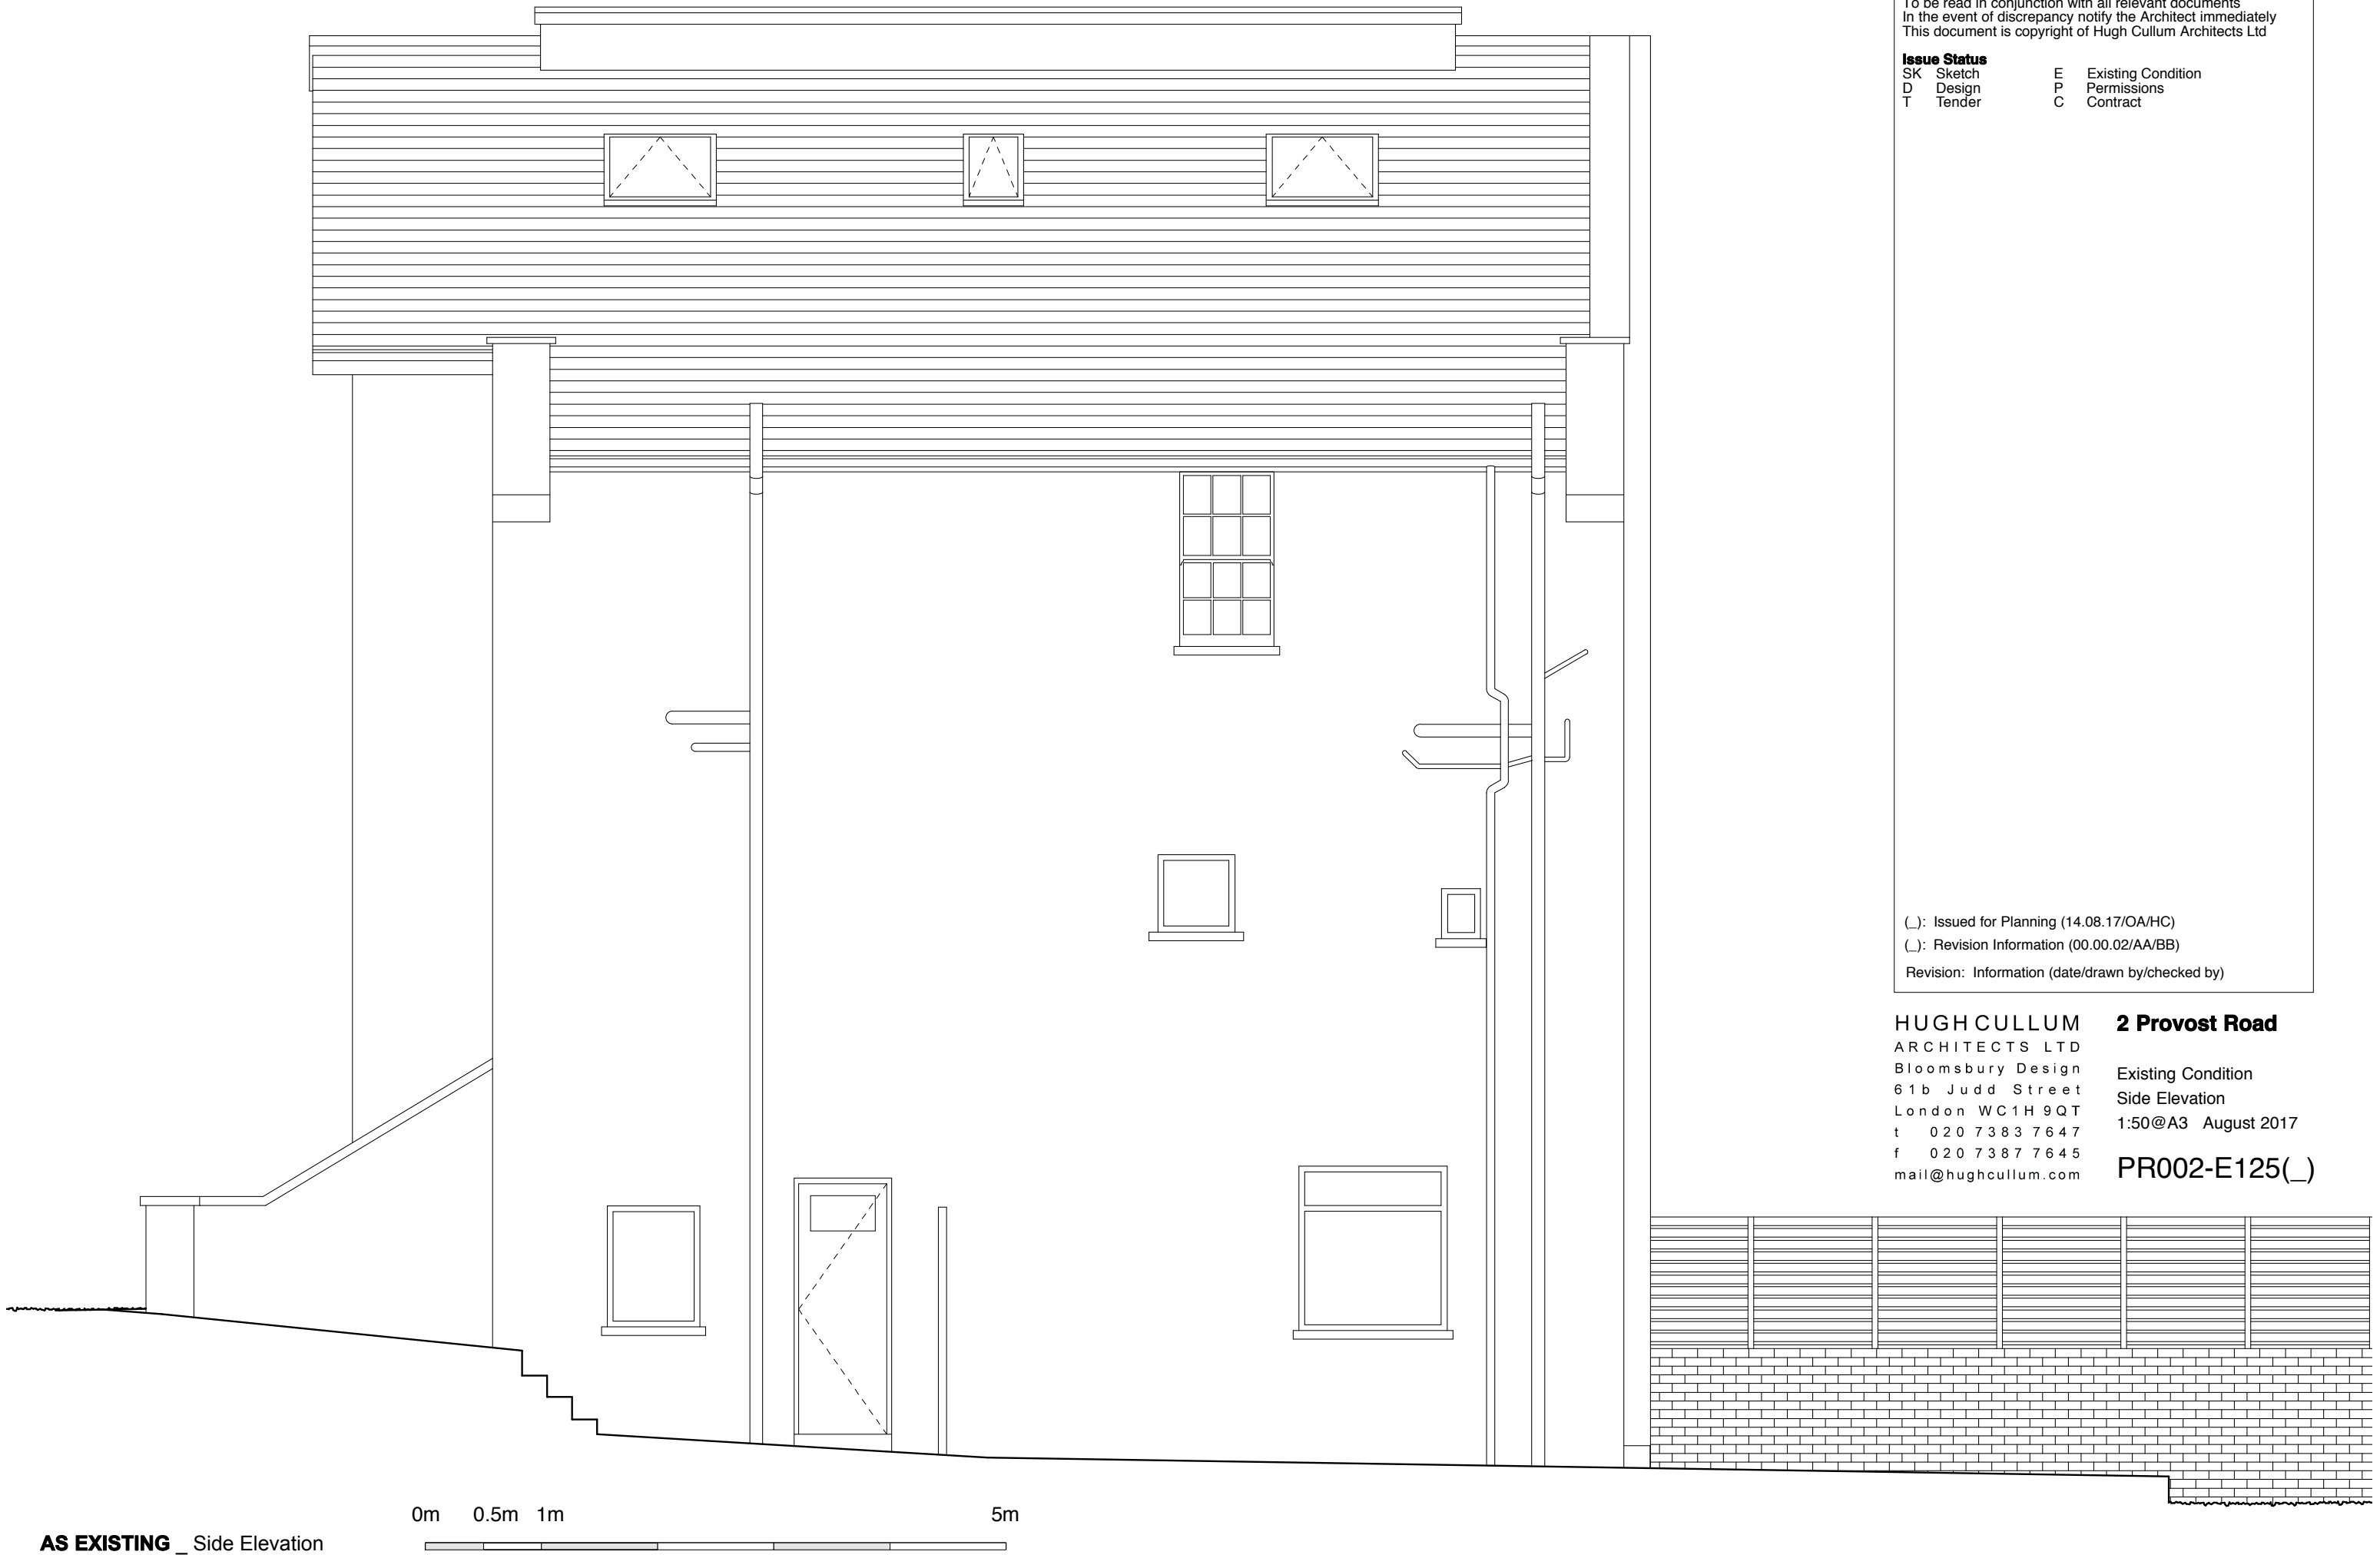 To be read in conjunction with all relevant documents
In the event of discrepancy notify the Architect immediately
This document is copyright of Hugh Cullum Architects Ltd
Issue Status
SK Sketch E Existing Condition
D Design P Permissions
T Tender C Contract
(_): Issued for Planning (14.08.17/OA/HC)
(_): Revision Information (00.00.02/AA/BB)
Revision: Information (date/drawn by/checked by)
HUGH CULLUM
ARCHITECTS LTD
Bloomsbury Design
61b Judd Street
London WC1H 9QT
t 020 7383 7647
f 020 7387 7645
mail@hughcullum.com
2 Provost Road
Existing Condition
Side Elevation
1:50@A3 August 2017
PR002-E125(_)
0m 0.5m 1m 5m
AS EXISTING _ Side Elevation